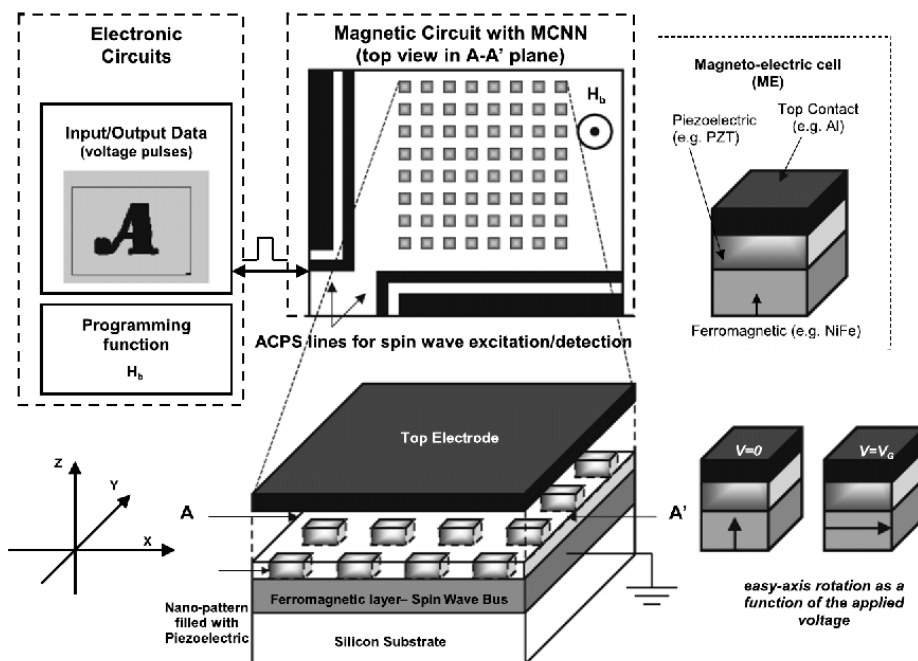 Electronic
Circuits
Input/Output Data
(voltage pulses)
A
Programming
function
H_b
Magnetic Circuit with MCNN
(top view in A-A' plane)
H_b
ACPS lines for spin wave excitation/detection
Magneto-electric cell
(ME)
Piezoelectric
(e.g. PZT)
Top Contact
(e.g. Al)
Ferromagnetic (e.g. NiFe)
Top Electrode
Z
Y
X
A
A'
Nano-pattern
filled with
Piezoelectric
Ferromagnetic layer– Spin Wave Bus
Silicon Substrate
V=0
V=V_G
easy-axis rotation as a
function of the applied
voltage